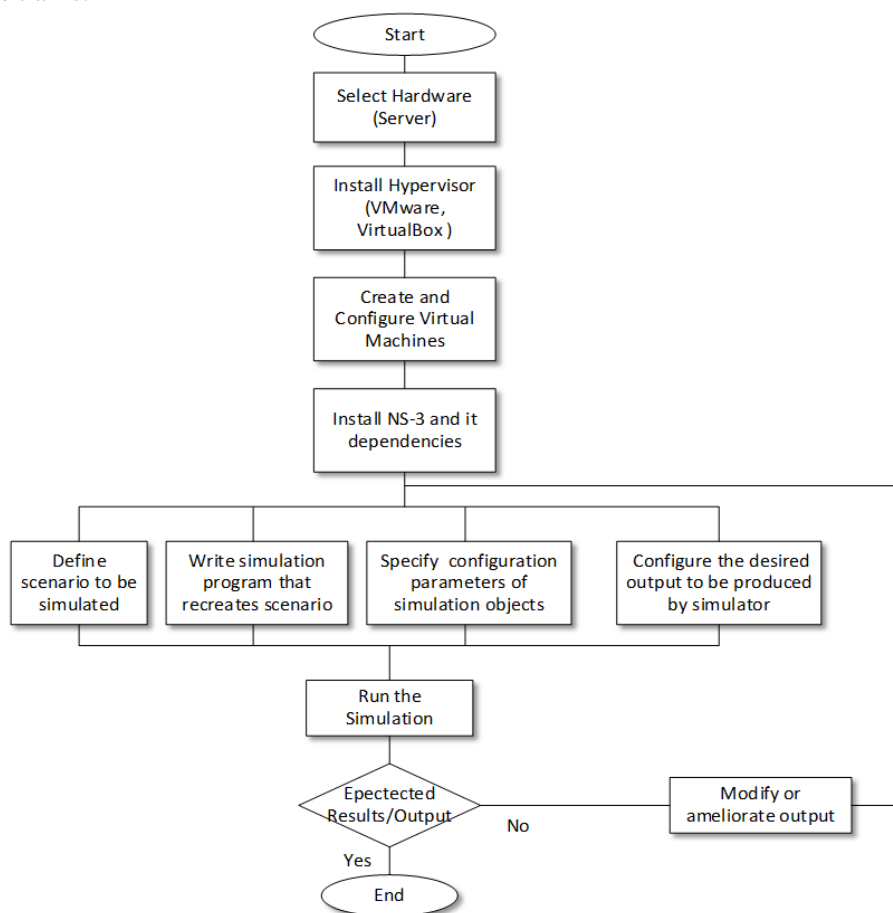 Start
Select Hardware
(Server)
Install Hypervisor
(VMware,
VirtualBox )
Create and
Configure Virtual
Machines
Install NS-3 and it
dependencies
Define
scenario to be
simulated
Write simulation
program that
recreates scenario
Specify configuration
parameters of
simulation objects
Configure the desired
output to be produced
by simulator
Run the
Simulation
Epectected
Results/Output
No
Modify or
ameliorate output
Yes
End